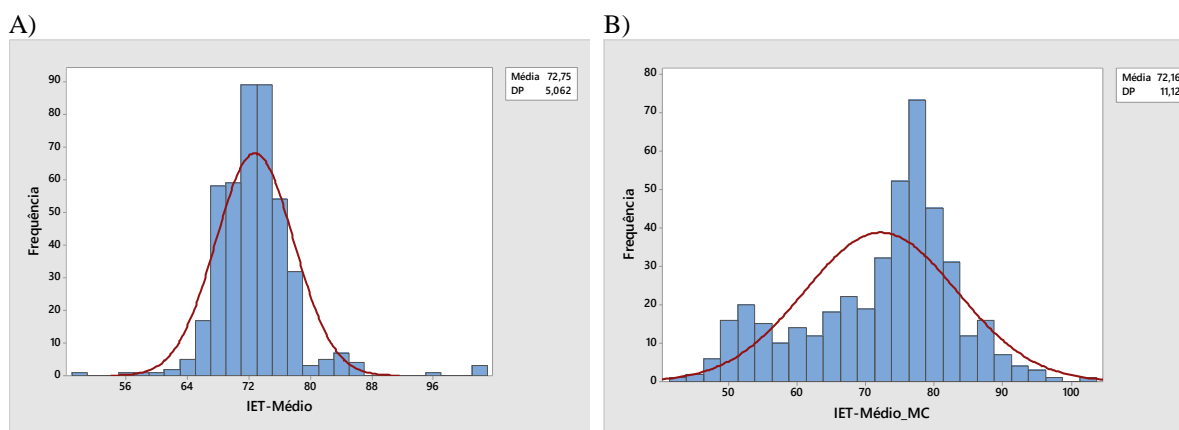 A)
Média 72,75
DP 5,062
Frequência
90
80
70
60
50
40
30
20
10
0
56 64 72 80 88 96
IET-Médio
B)
Média 72,16
DP 11,12
Frequência
80
70
60
50
40
30
20
10
0
50 60 70 80 90 100
IET-Médio_MC